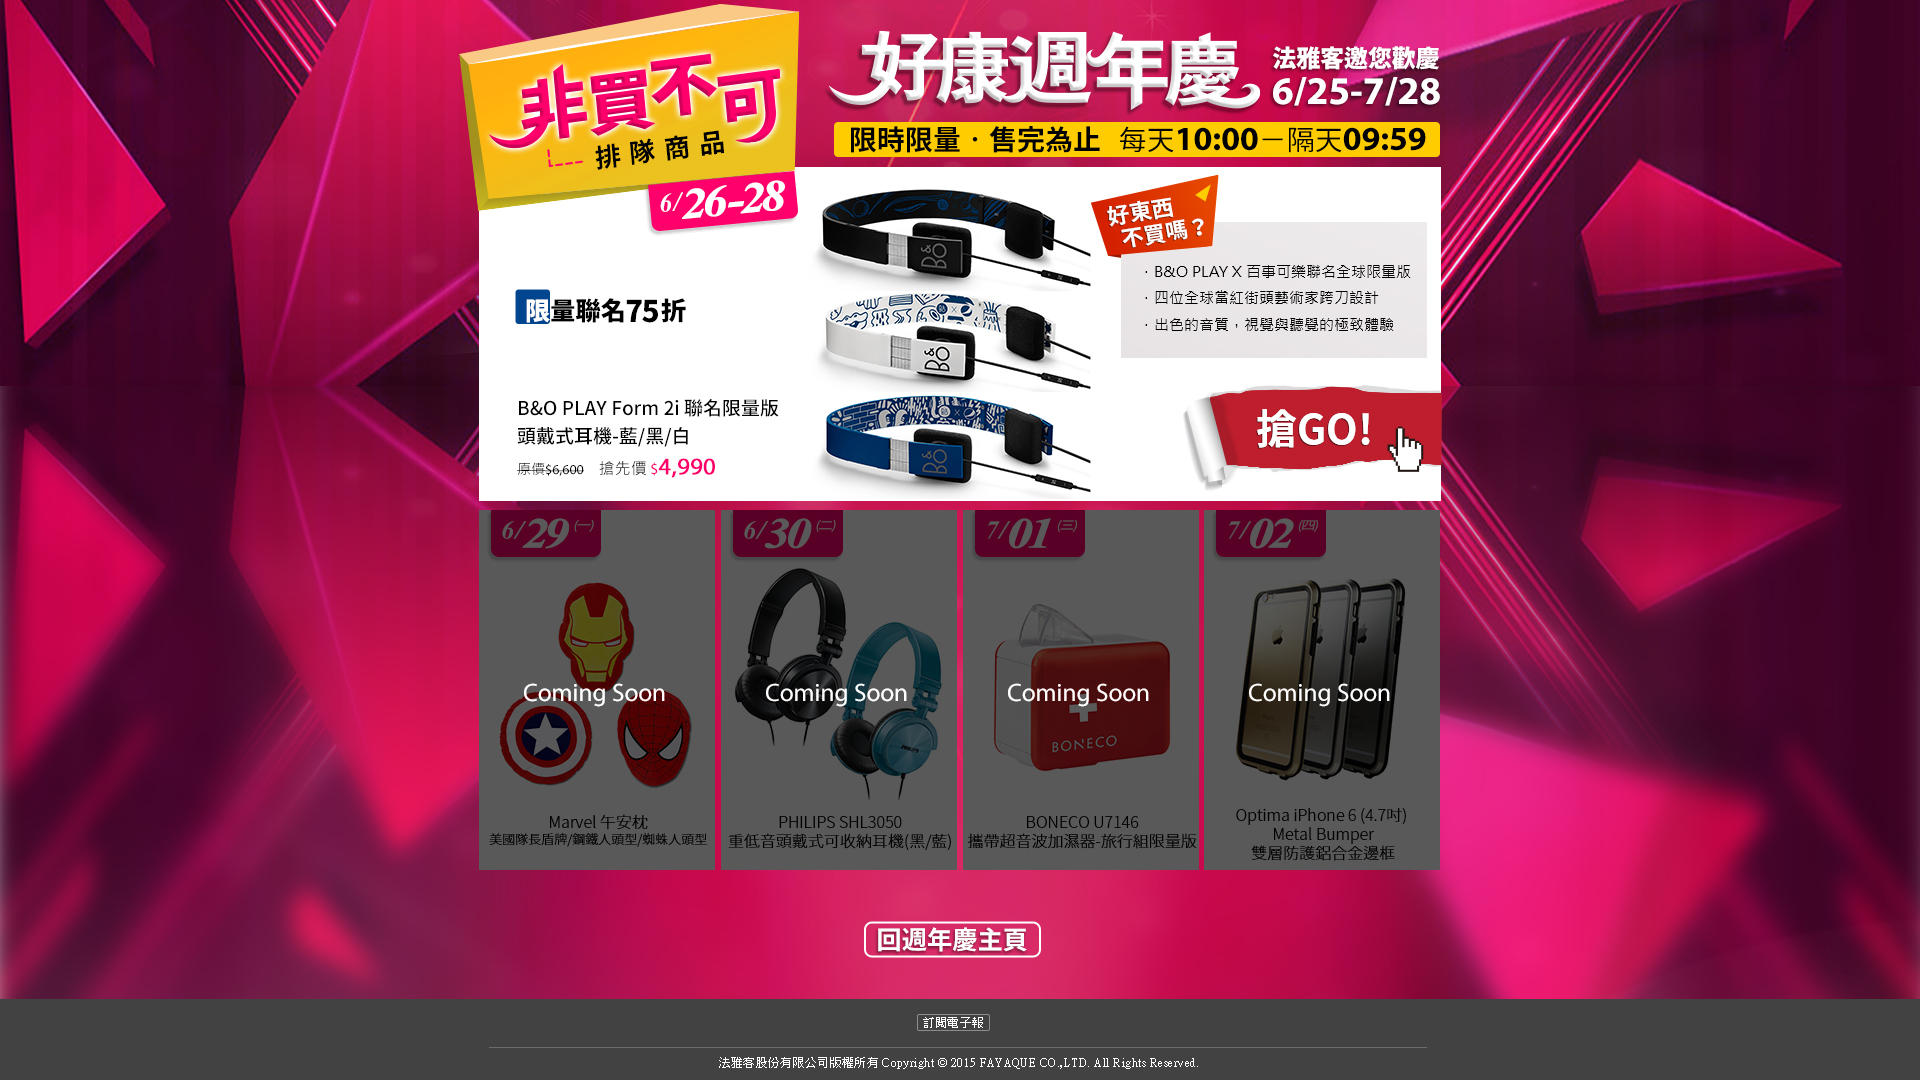 非買不可
排隊商品
6/26-28
好康週年慶
法雅客邀您歡慶
6/25-7/28
限時限量・售完為止 每天10:00－隔天09:59
限量聯名75折
B&O PLAY Form 2i 聯名限量版
頭戴式耳機-藍/黑/白
原價$6,600 搶先價 $4,990
B&O
B&O
B&O
好東西
不買嗎？
・B&O PLAY X 百事可樂聯名全球限量版
・四位全球當紅街頭藝術家跨刀設計
・出色的音質，視覺與聽覺的極致體驗
搶GO!
6/29 (一)
Coming Soon
Marvel 午安枕
美國隊長盾牌/鋼鐵人頭型/蜘蛛人頭型
6/30 (二)
Coming Soon
PHILIPS
PHILIPS SHL3050
重低音頭戴式可收納耳機(黑/藍)
7/01 (三)
Coming Soon
BONECO
BONECO U7146
攜帶超音波加濕器-旅行組限量版
7/02 (四)
Coming Soon
Optima iPhone 6 (4.7吋)
Metal Bumper
雙層防護鋁合金邊框
回週年慶主頁
訂閱電子報
法雅客股份有限公司版權所有 Copyright © 2015 FAYAQUE CO.,LTD. All Rights Reserved.